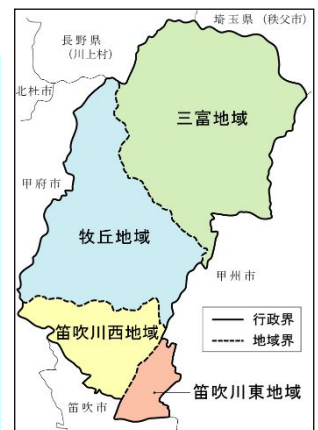 埼玉県（秩父市）
長野県
（川上村）
北杜市
三富地域
甲府市
牧丘地域
甲州市
行政界
地域界
笛吹川西地域
笛吹川東地域
笛吹市